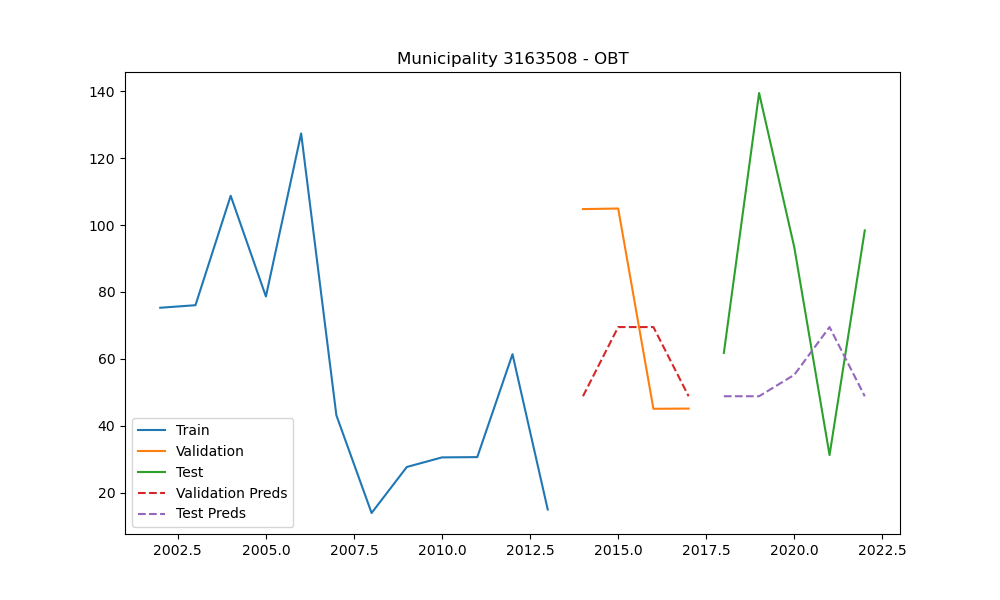 Municipality 3163508 - OBT
140
120
100
80
60
40
20
Train
Validation
Test
Validation Preds
Test Preds
2002.5 2005.0 2007.5 2010.0 2012.5 2015.0 2017.5 2020.0 2022.5